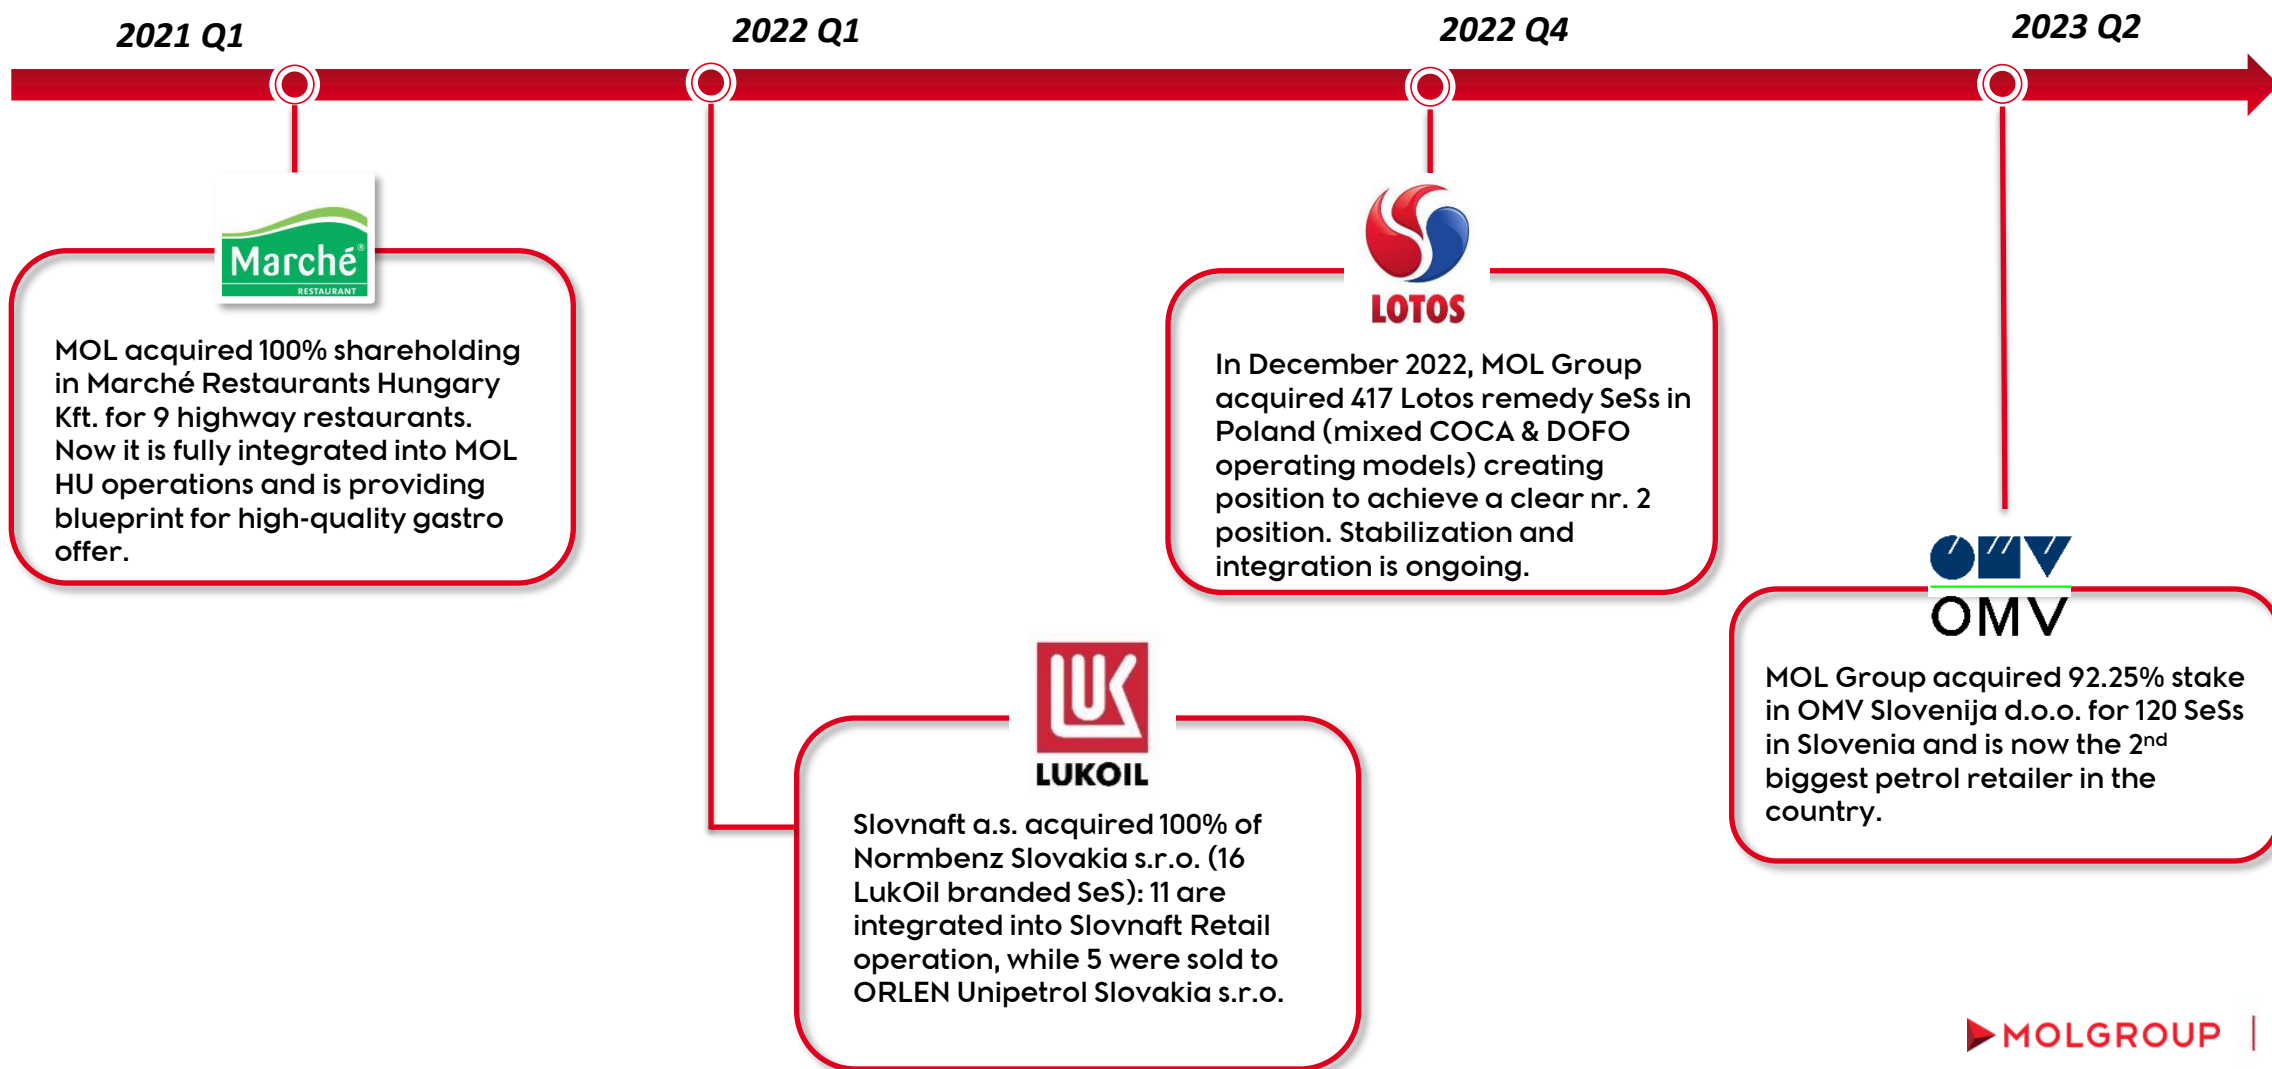 2021 Q1
2022 Q1
2022 Q4
2023 Q2
Marché®
RESTAURANT
MOL acquired 100% shareholding
in Marché Restaurants Hungary
Kft. for 9 highway restaurants.
Now it is fully integrated into MOL
HU operations and is providing
blueprint for high-quality gastro
offer.
LUK
LUKOIL
Slovnaft a.s. acquired 100% of
Normbenz Slovakia s.r.o. (16
LukOil branded SeS): 11 are
integrated into Slovnaft Retail
operation, while 5 were sold to
ORLEN Unipetrol Slovakia s.r.o.
LOTOS
In December 2022, MOL Group
acquired 417 Lotos remedy SeSs in
Poland (mixed COCA & DOFO
operating models) creating
position to achieve a clear nr. 2
position. Stabilization and
integration is ongoing.
OMV
OMV
MOL Group acquired 92.25% stake
in OMV Slovenija d.o.o. for 120 SeSs
in Slovenia and is now the 2nd
biggest petrol retailer in the
country.
MOLGROUP